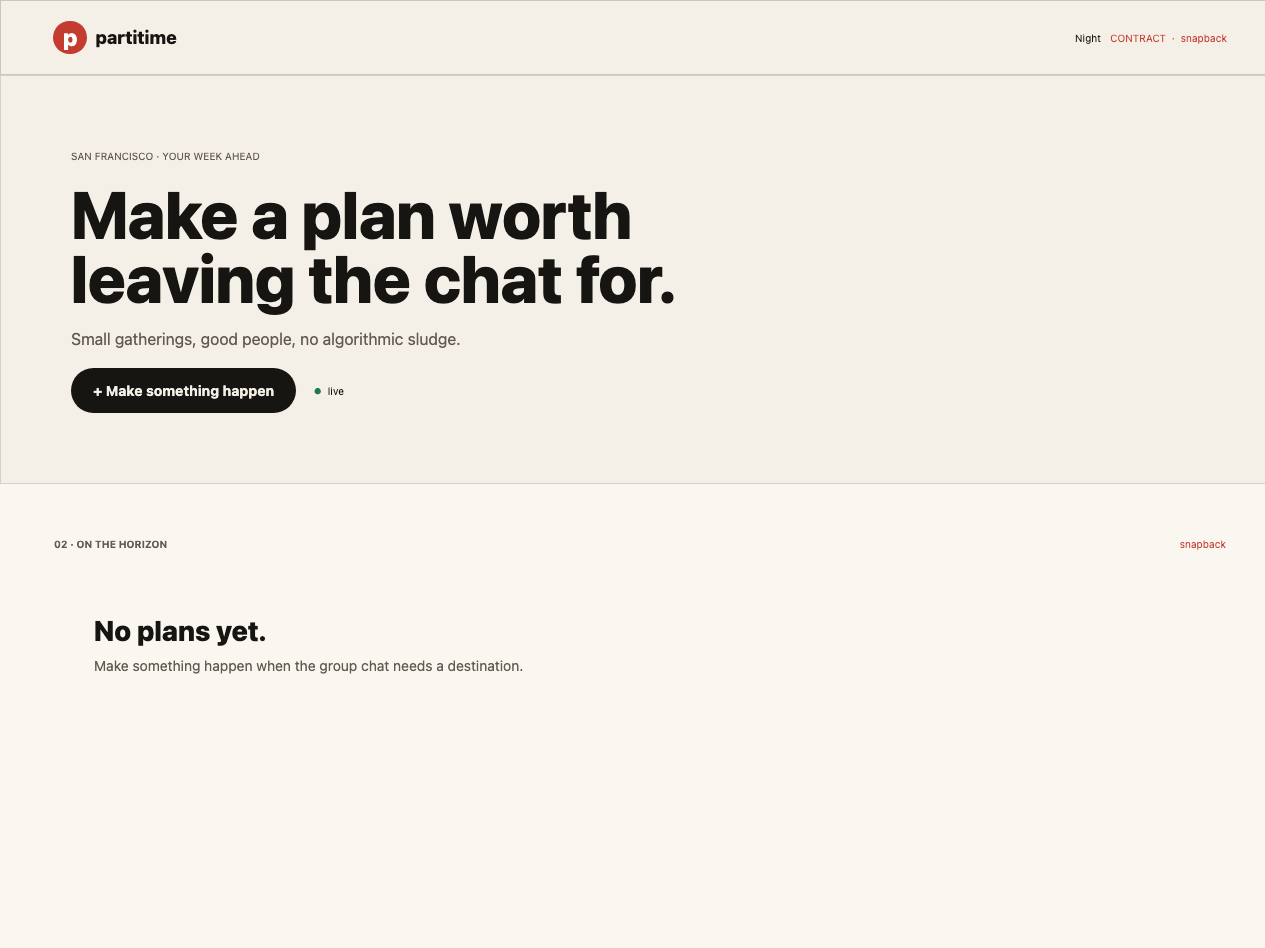 p partitime
Night CONTRACT · snapback
SAN FRANCISCO · YOUR WEEK AHEAD
Make a plan worth
leaving the chat for.
Small gatherings, good people, no algorithmic sludge.
+ Make something happen
live
02 · ON THE HORIZON
snapback
No plans yet.
Make something happen when the group chat needs a destination.